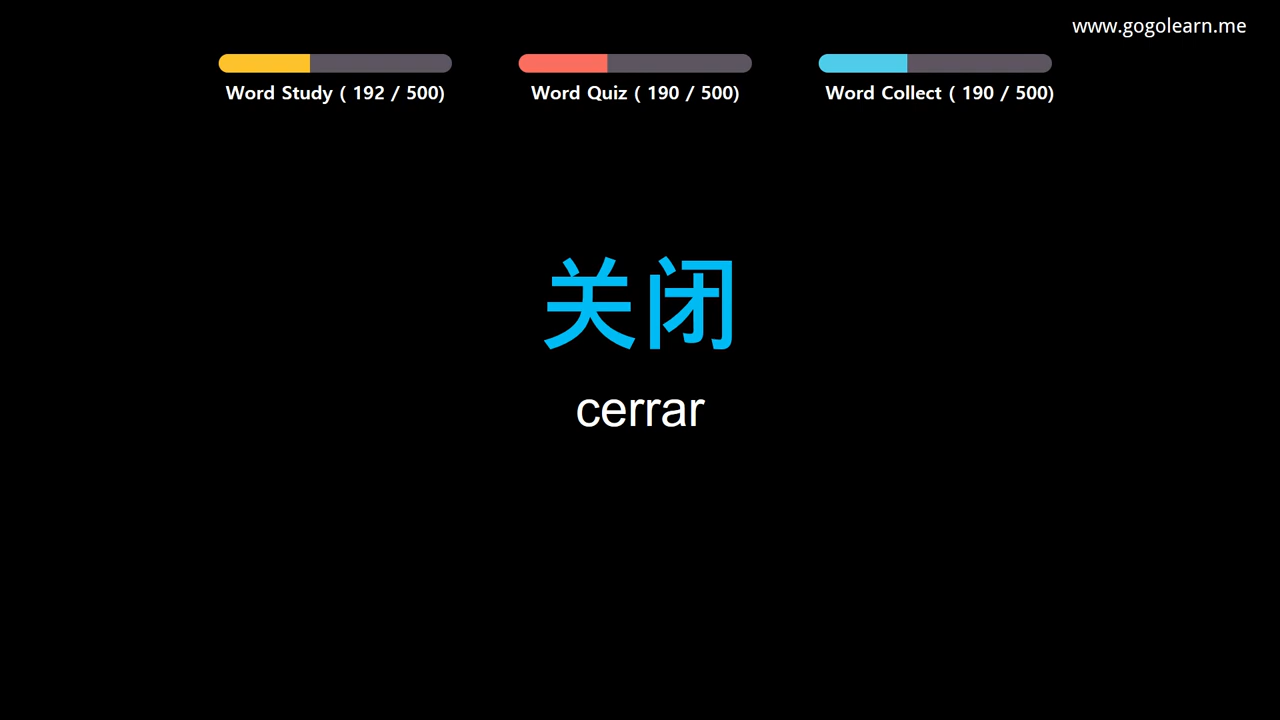 www.gogolearn.me
Word Study ( 192 / 500)
Word Quiz ( 190 / 500)
Word Collect ( 190 / 500)
关闭
cerrar